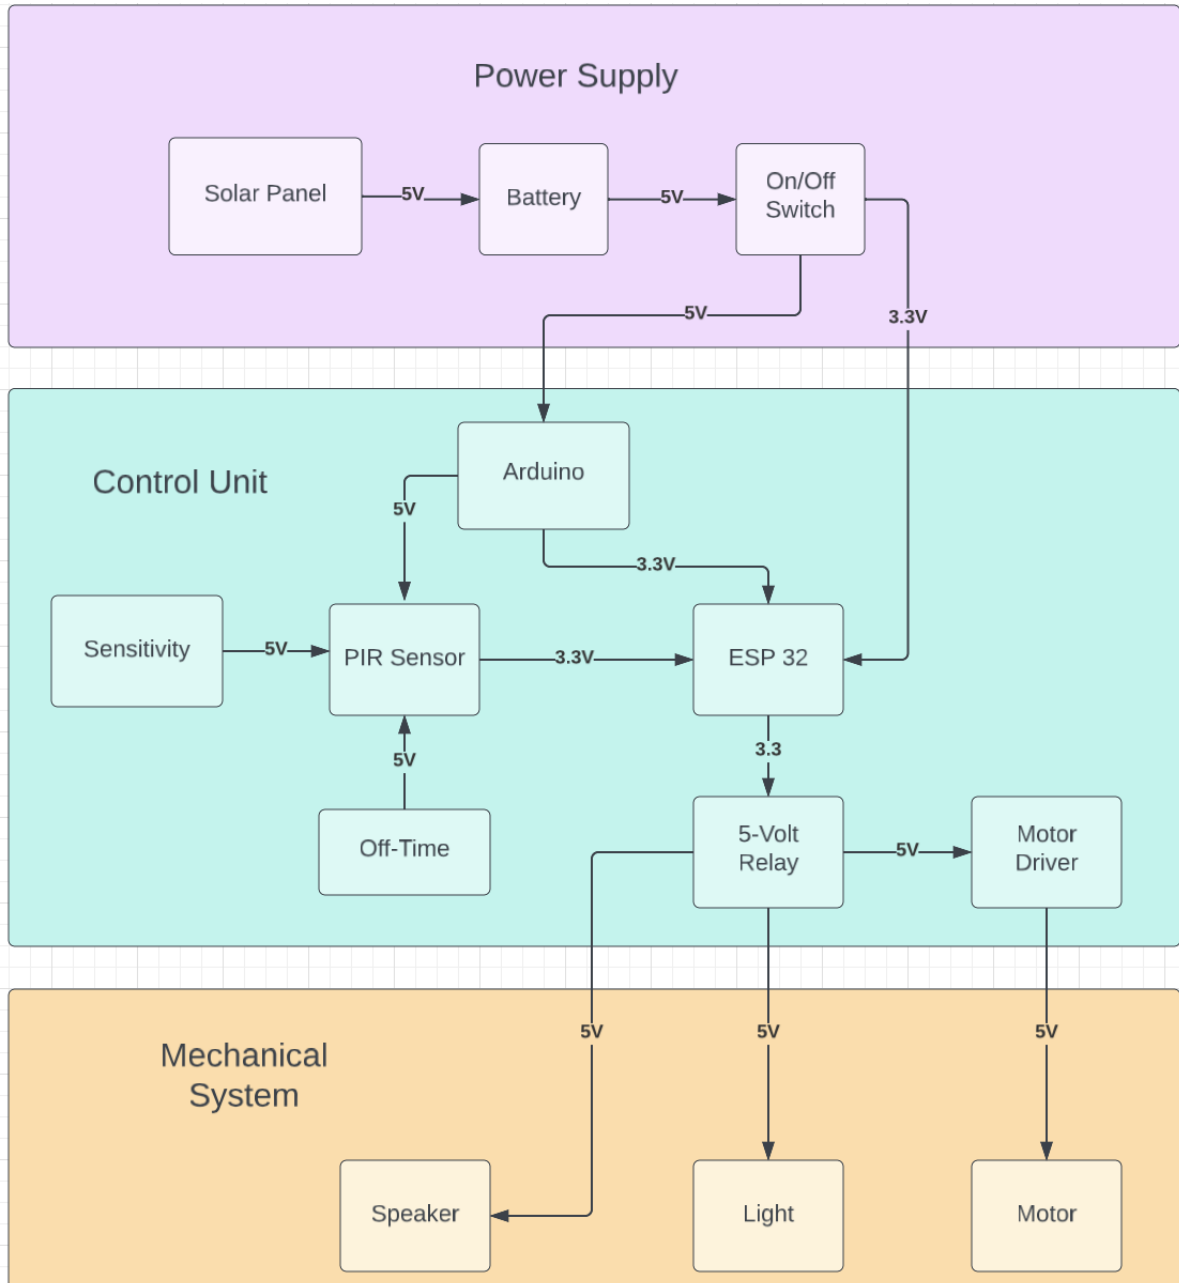 Power Supply
Solar Panel
5V
Battery
5V
On/Off
Switch
5V
3.3V
Control Unit
Arduino
5V
3.3V
Sensitivity
5V
PIR Sensor
3.3V
ESP 32
5V
3.3
Off-Time
5-Volt
Relay
5V
Motor
Driver
5V
5V
5V
Mechanical
System
Speaker
Light
Motor